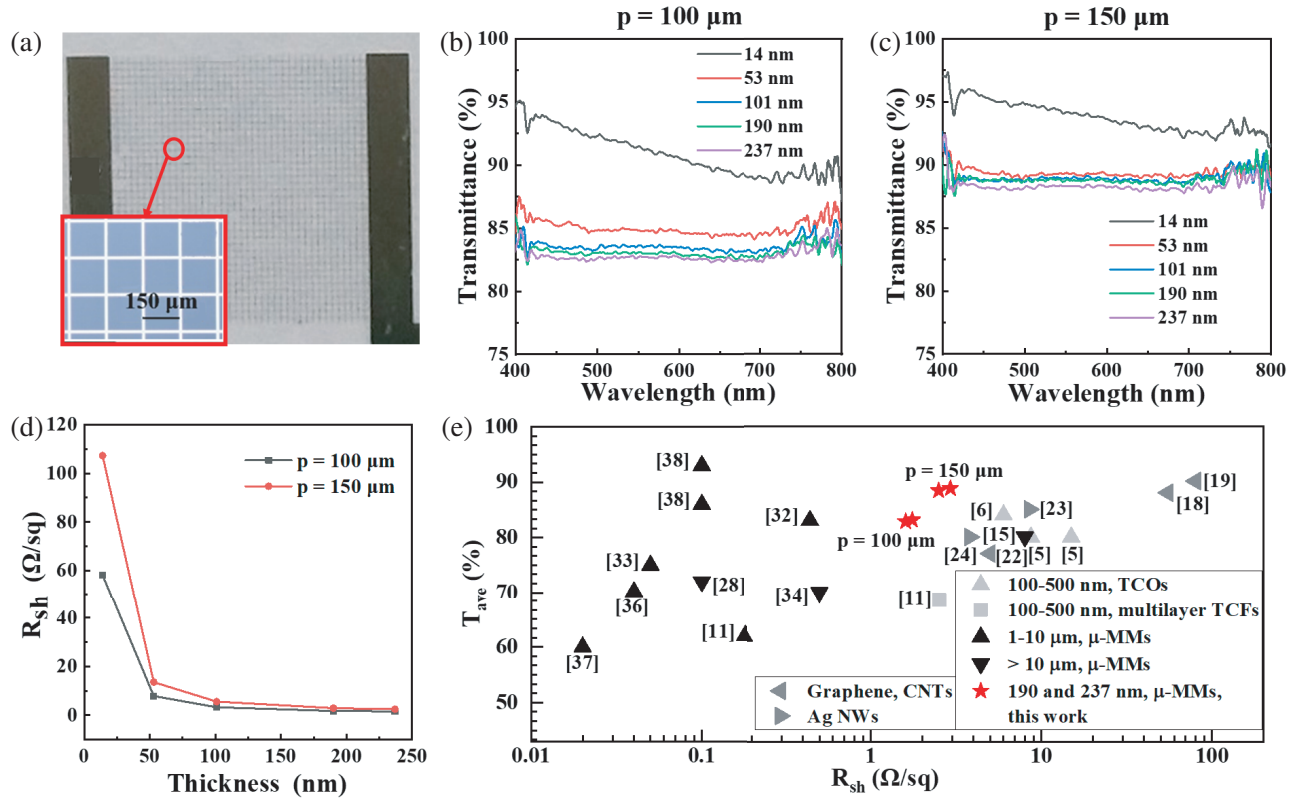 (a)
150 μm
p = 100 μm
(b)
100
95
90
85
80
75
Transmittance (%)
400
500
600
700
800
Wavelength (nm)
14 nm
53 nm
101 nm
190 nm
237 nm
p = 150 μm
(c)
100
95
90
85
80
75
Transmittance (%)
400
500
600
700
800
Wavelength (nm)
14 nm
53 nm
101 nm
190 nm
237 nm
(d)
120
100
80
60
40
20
0
Rsh (Ω/sq)
0
50
100
150
200
250
Thickness (nm)
p = 100 μm
p = 150 μm
(e)
100
90
80
70
60
50
Tave (%)
0.01
0.1
1
10
100
Rsh (Ω/sq)
[38]
[38]
[32]
[33]
[36]
[28]
[34]
[11]
[37]
p = 150 μm
p = 100 μm
[6]
[23]
[15]
[24]
[22]
[5]
[5]
[11]
[19]
[18]
Graphene, CNTs
Ag NWs
100-500 nm, TCOs
100-500 nm, multilayer TCFs
1-10 μm, μ-MMs
> 10 μm, μ-MMs
190 and 237 nm, μ-MMs,
this work